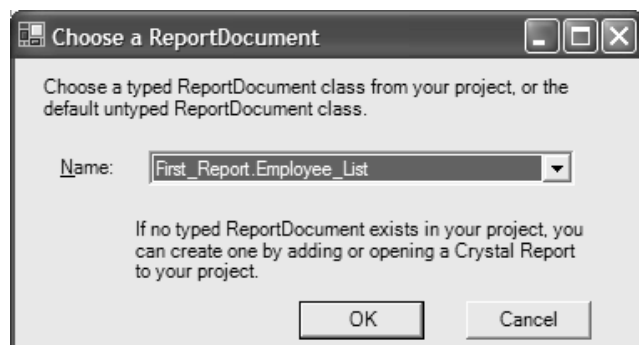 Choose a ReportDocument
Choose a typed ReportDocument class from your project, or the
default untyped ReportDocument class.
Name: First_Report.Employee_List
If no typed ReportDocument exists in your project, you
can create one by adding or opening a Crystal Report
to your project.
OK Cancel